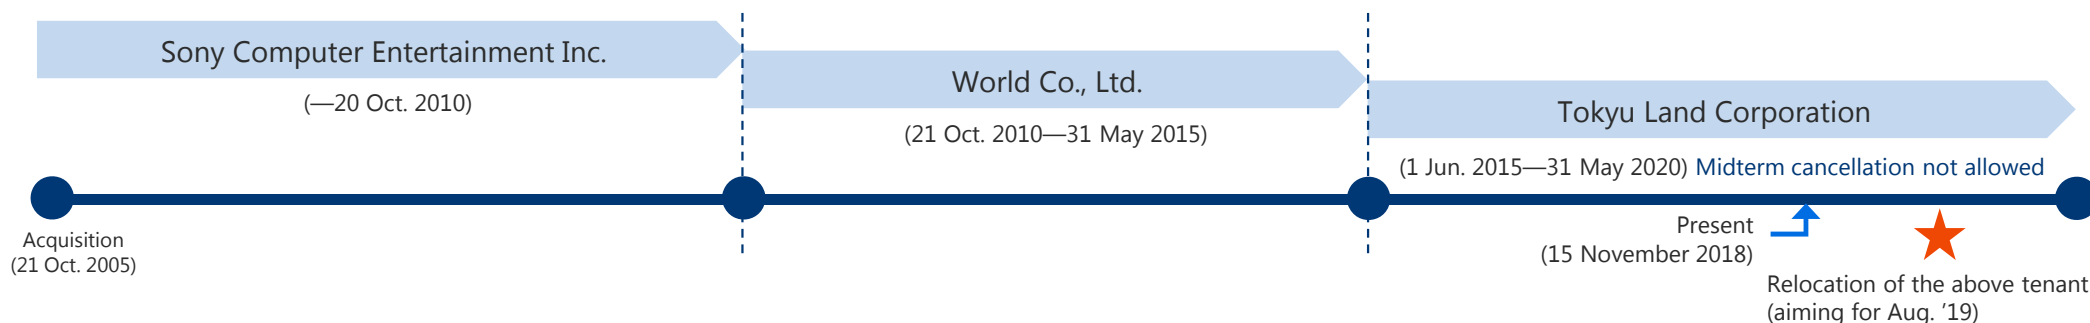 Sony Computer Entertainment Inc.
(—20 Oct. 2010)
World Co., Ltd.
(21 Oct. 2010—31 May 2015)
Tokyu Land Corporation
(1 Jun. 2015—31 May 2020) Midterm cancellation not allowed
Acquisition
(21 Oct. 2005)
Present
(15 November 2018)
Relocation of the above tenant
(aiming for Aug. '19)